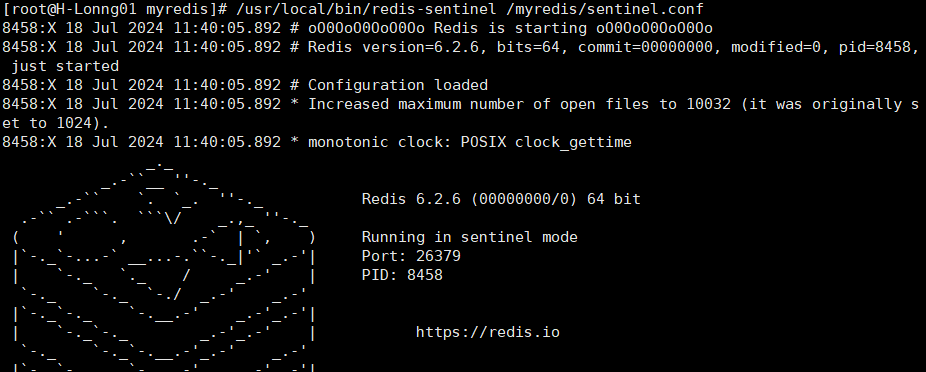 [root@H-Lonng01 myredis]# /usr/local/bin/redis-sentinel /myredis/sentinel.conf
8458:X 18 Jul 2024 11:40:05.892 # oO0OoO0OoO0Oo Redis is starting oO0OoO0OoO0Oo
8458:X 18 Jul 2024 11:40:05.892 # Redis version=6.2.6, bits=64, commit=00000000, modified=0, pid=8458,
 just started
8458:X 18 Jul 2024 11:40:05.892 # Configuration loaded
8458:X 18 Jul 2024 11:40:05.892 * Increased maximum number of open files to 10032 (it was originally s
et to 1024).
8458:X 18 Jul 2024 11:40:05.892 * monotonic clock: POSIX clock_gettime
Redis 6.2.6 (00000000/0) 64 bit
Running in sentinel mode
Port: 26379
PID: 8458
https://redis.io